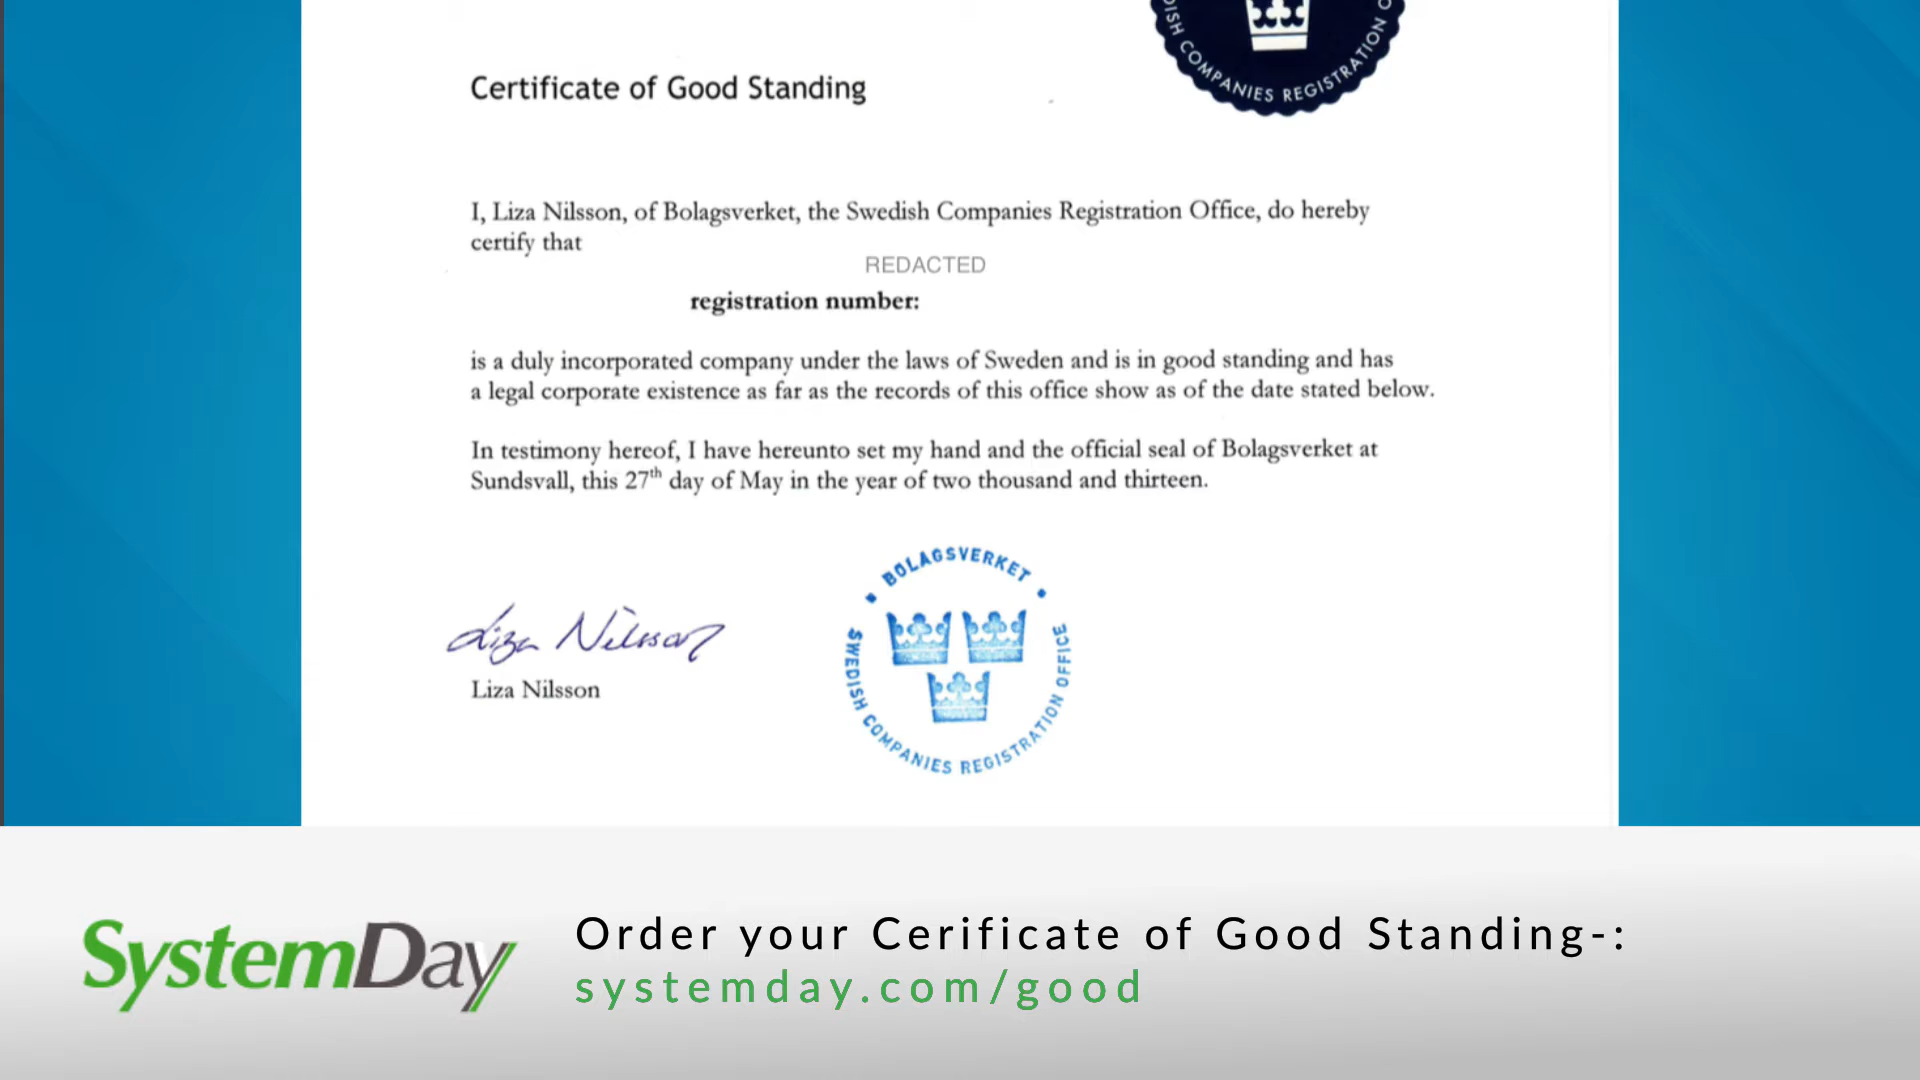 DISH COMPANIES REGISTRATION O
Certificate of Good Standing
I, Liza Nilsson, of Bolagsverket, the Swedish Companies Registration Office, do hereby
certify that
REDACTED
registration number:
is a duly incorporated company under the laws of Sweden and is in good standing and has
a legal corporate existence as far as the records of this office show as of the date stated below.
In testimony hereof, I have hereunto set my hand and the official seal of Bolagsverket at
Sundsvall, this 27th day of May in the year of two thousand and thirteen.
Liza Nilsson
Liza Nilsson
BOLAGSVERKET
SWEDISH COMPANIES REGISTRATION OFFICE
SystemDay
Order your Cerificate of Good Standing-:
systemday.com/good